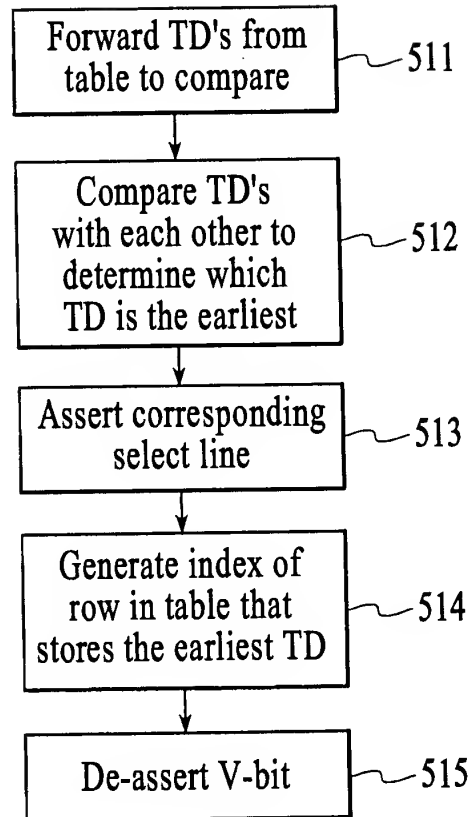 Forward TD's from
table to compare
511
Compare TD's
with each other to
determine which
TD is the earliest
512
Assert corresponding
select line
513
Generate index of
row in table that
stores the earliest TD
514
De-assert V-bit
515